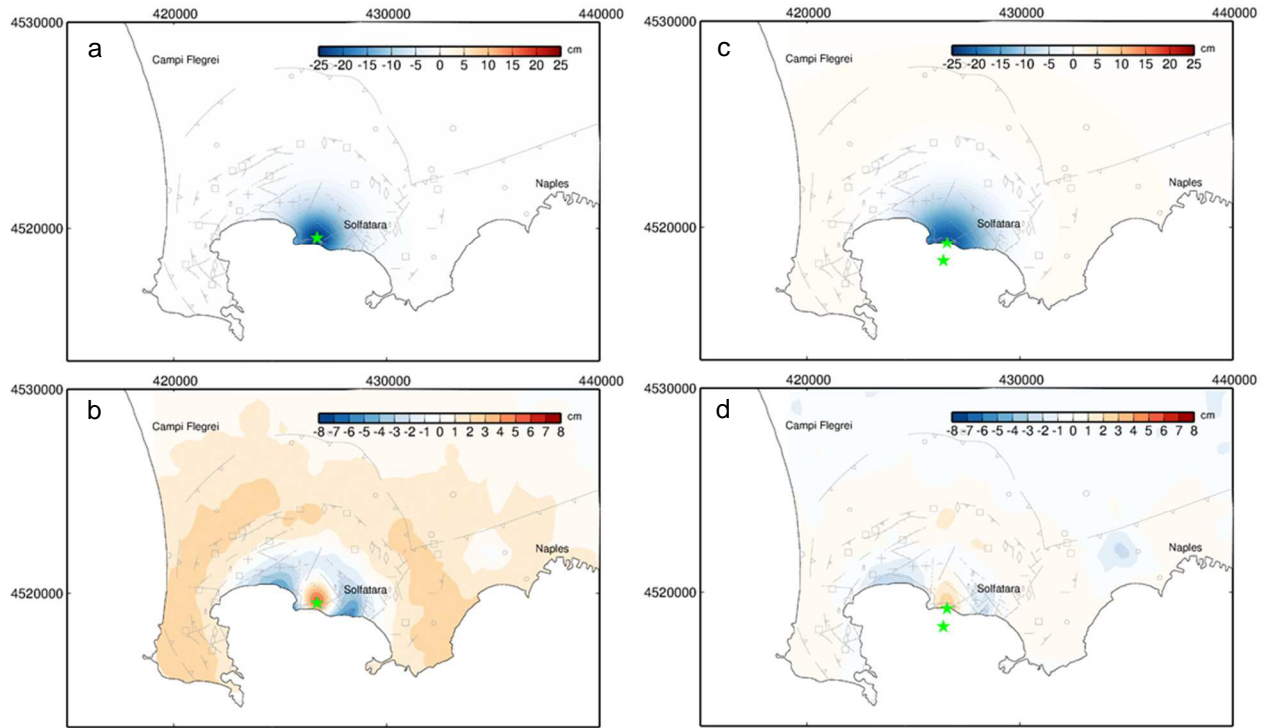 420000 430000 440000
4530000
a
Campi Flegrei
cm
-25 -20 -15 -10 -5 0 5 10 15 20 25
Naples
Solfatara
4520000
420000 430000 440000
4530000
b
Campi Flegrei
cm
-8 -7 -6 -5 -4 -3 -2 -1 0 1 2 3 4 5 6 7 8
Naples
Solfatara
4520000
420000 430000 440000
4530000
c
Campi Flegrei
cm
-25 -20 -15 -10 -5 0 5 10 15 20 25
Naples
Solfatara
4520000
420000 430000 440000
4530000
d
Campi Flegrei
cm
-8 -7 -6 -5 -4 -3 -2 -1 0 1 2 3 4 5 6 7 8
Naples
Solfatara
4520000